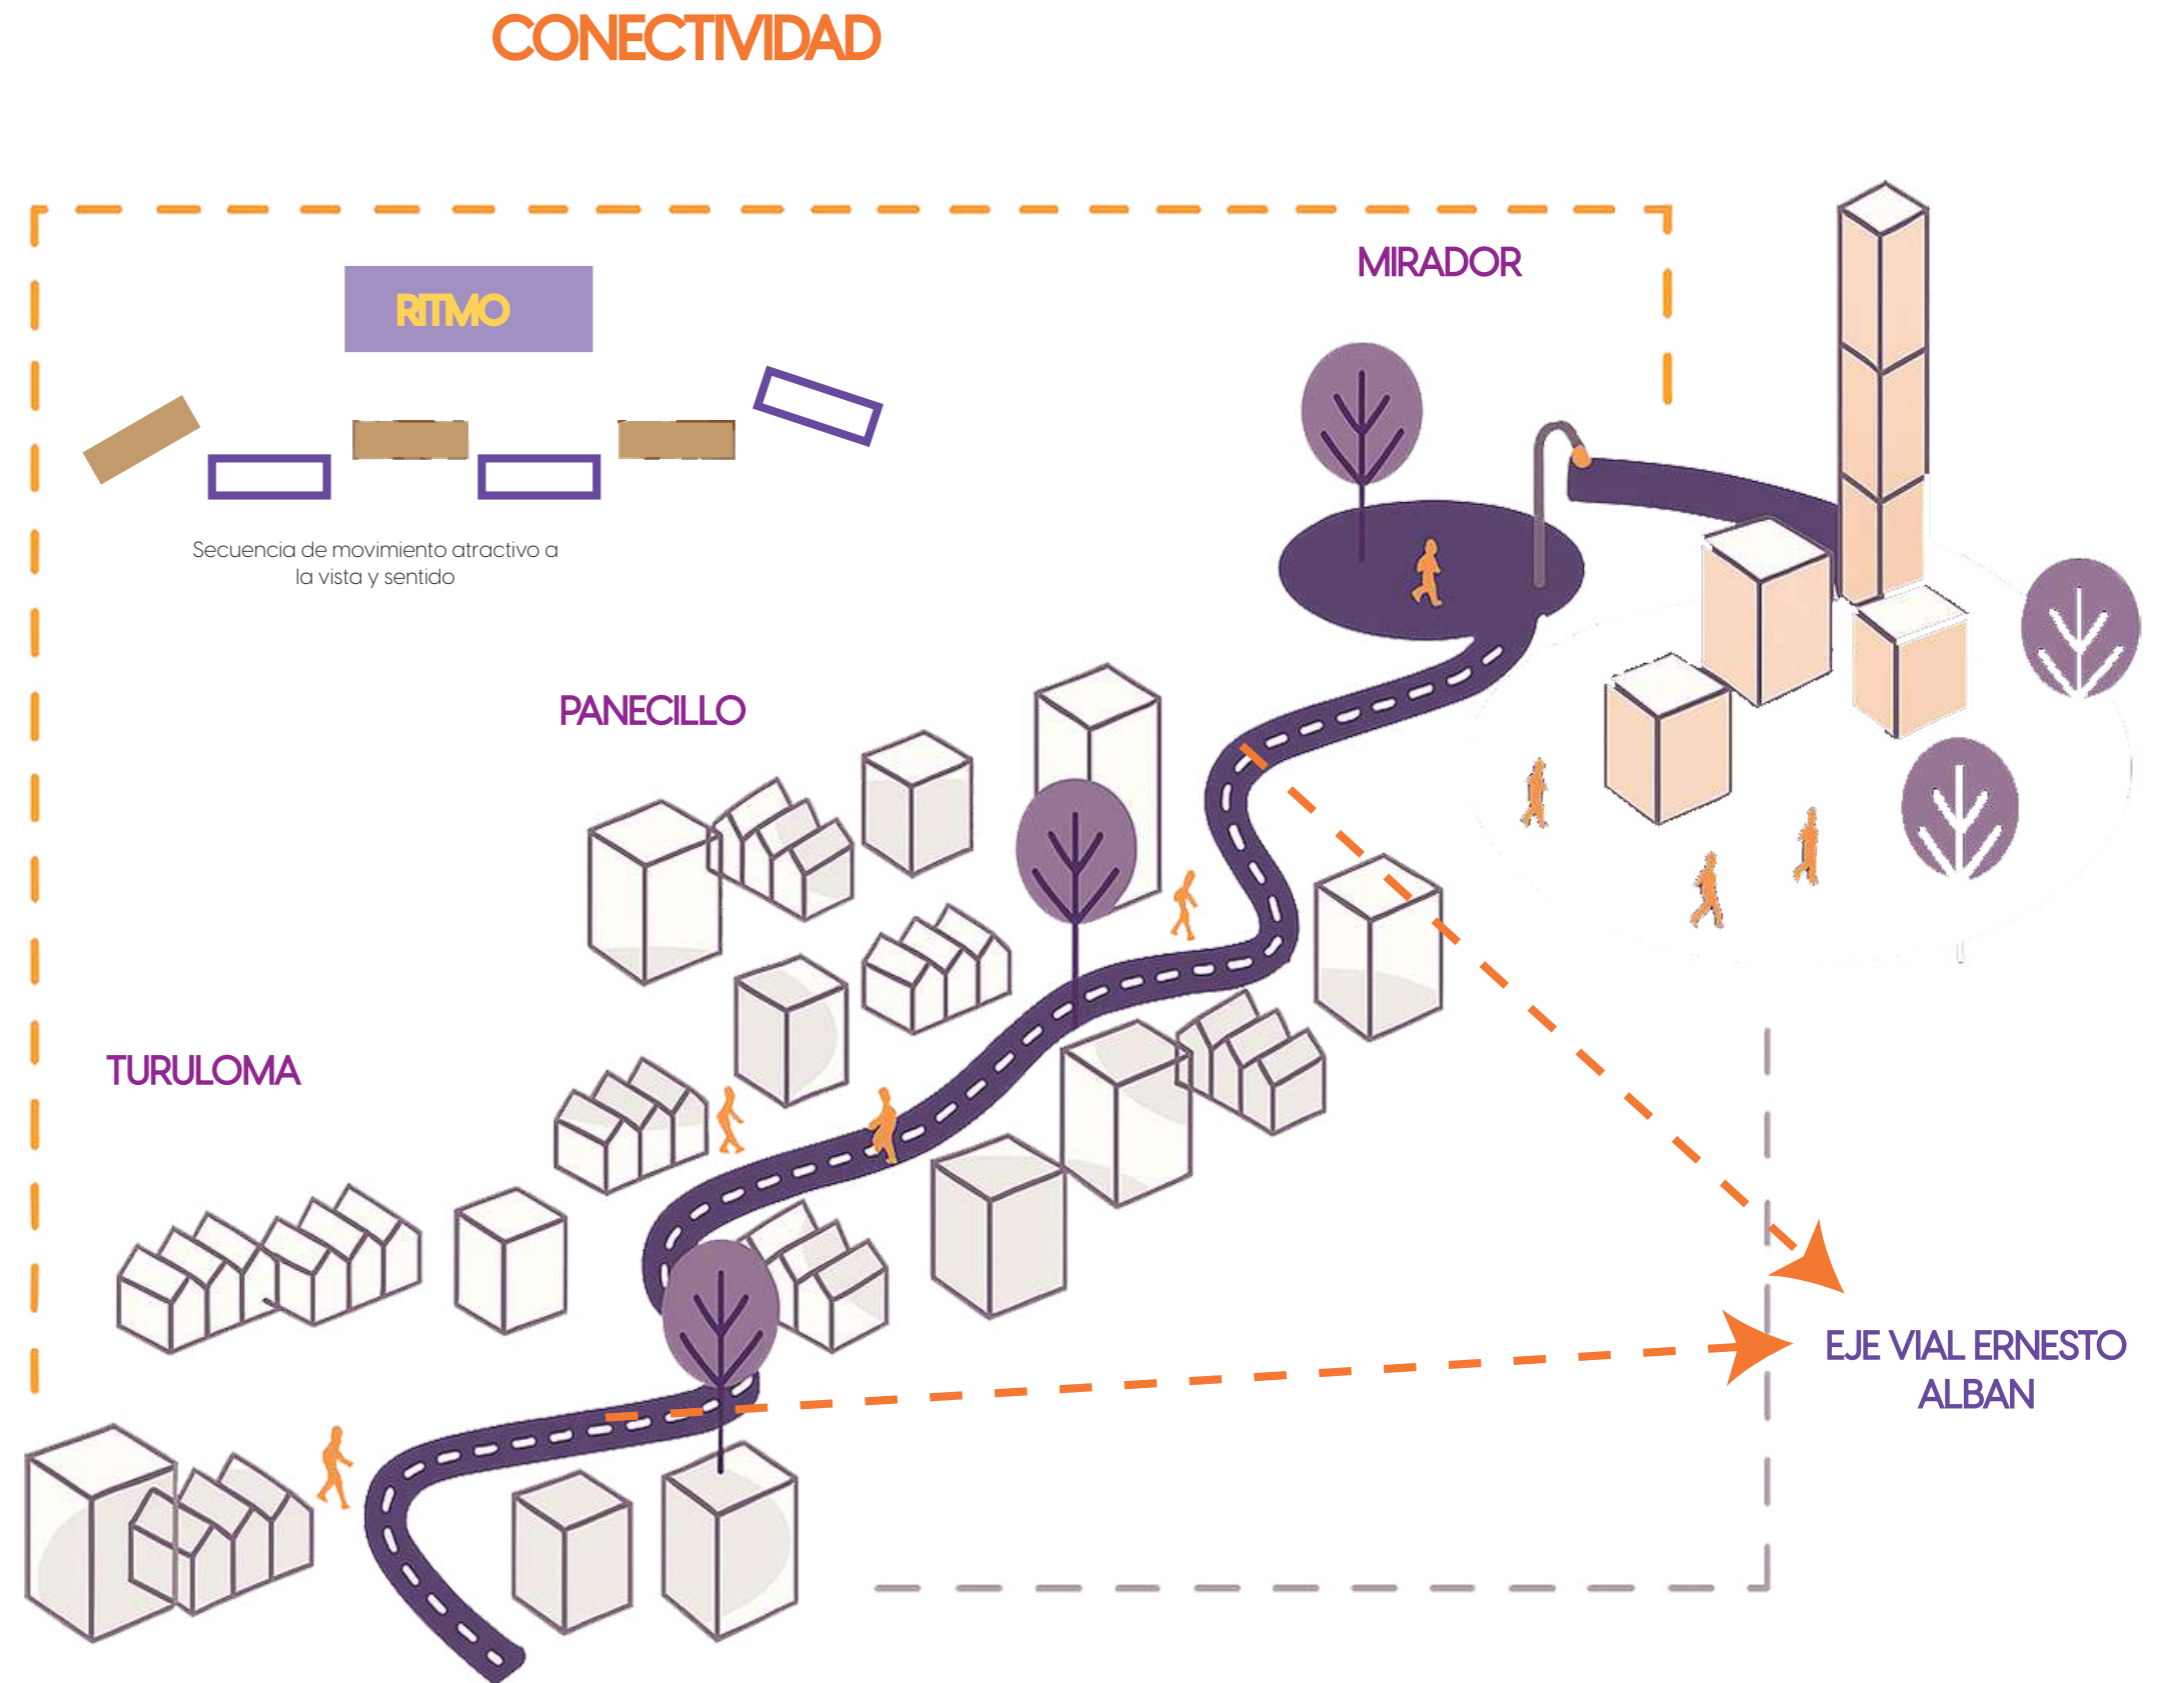 CONECTIVIDAD
MIRADOR
RITMO
Secuencia de movimiento atractivo a
la vista y sentido
PANECILLO
TURULOMA
EJE VIAL ERNESTO
ALBAN